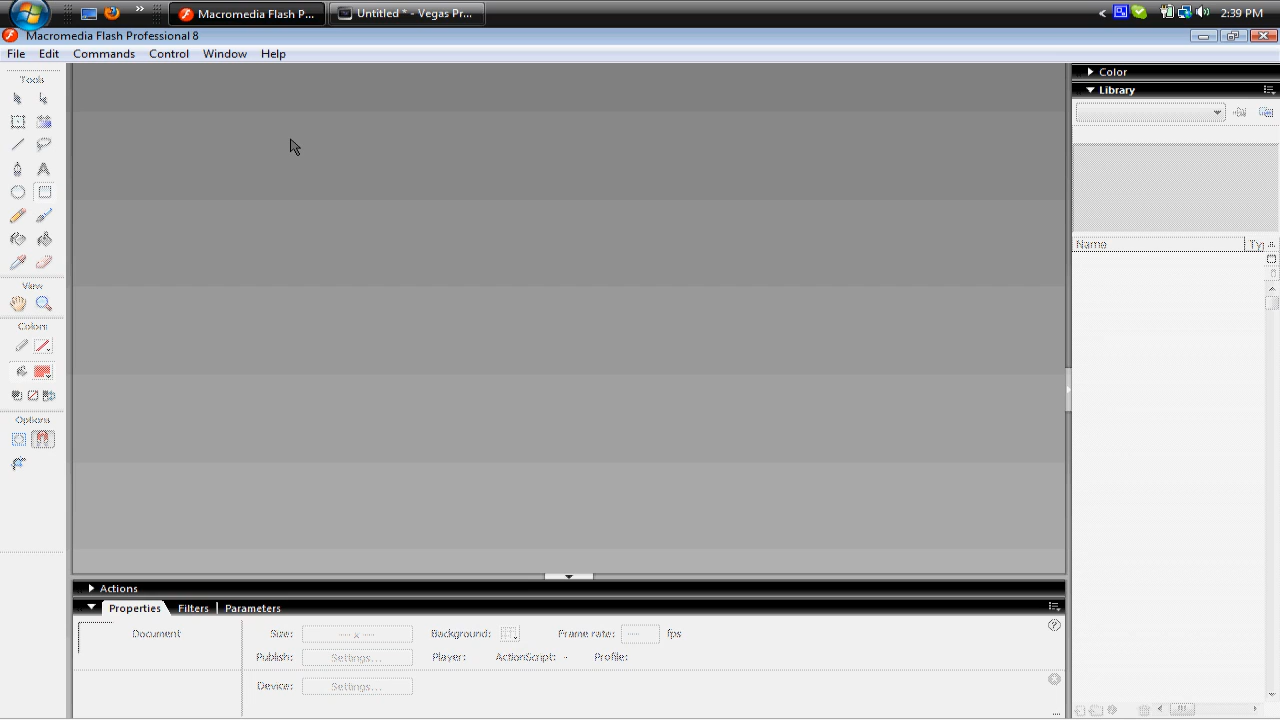 Macromedia Flash P...
Untitled * - Vegas Pr...
2:39 PM
Macromedia Flash Professional 8
File Edit Commands Control Window Help
Tools
View
Colors
Options
Color
Library
Name
Actions
Properties Filters Parameters
Document
Size: Background: Frame rate: fps
Publish: Settings... Player: ActionScript: Profile:
Device: Settings...